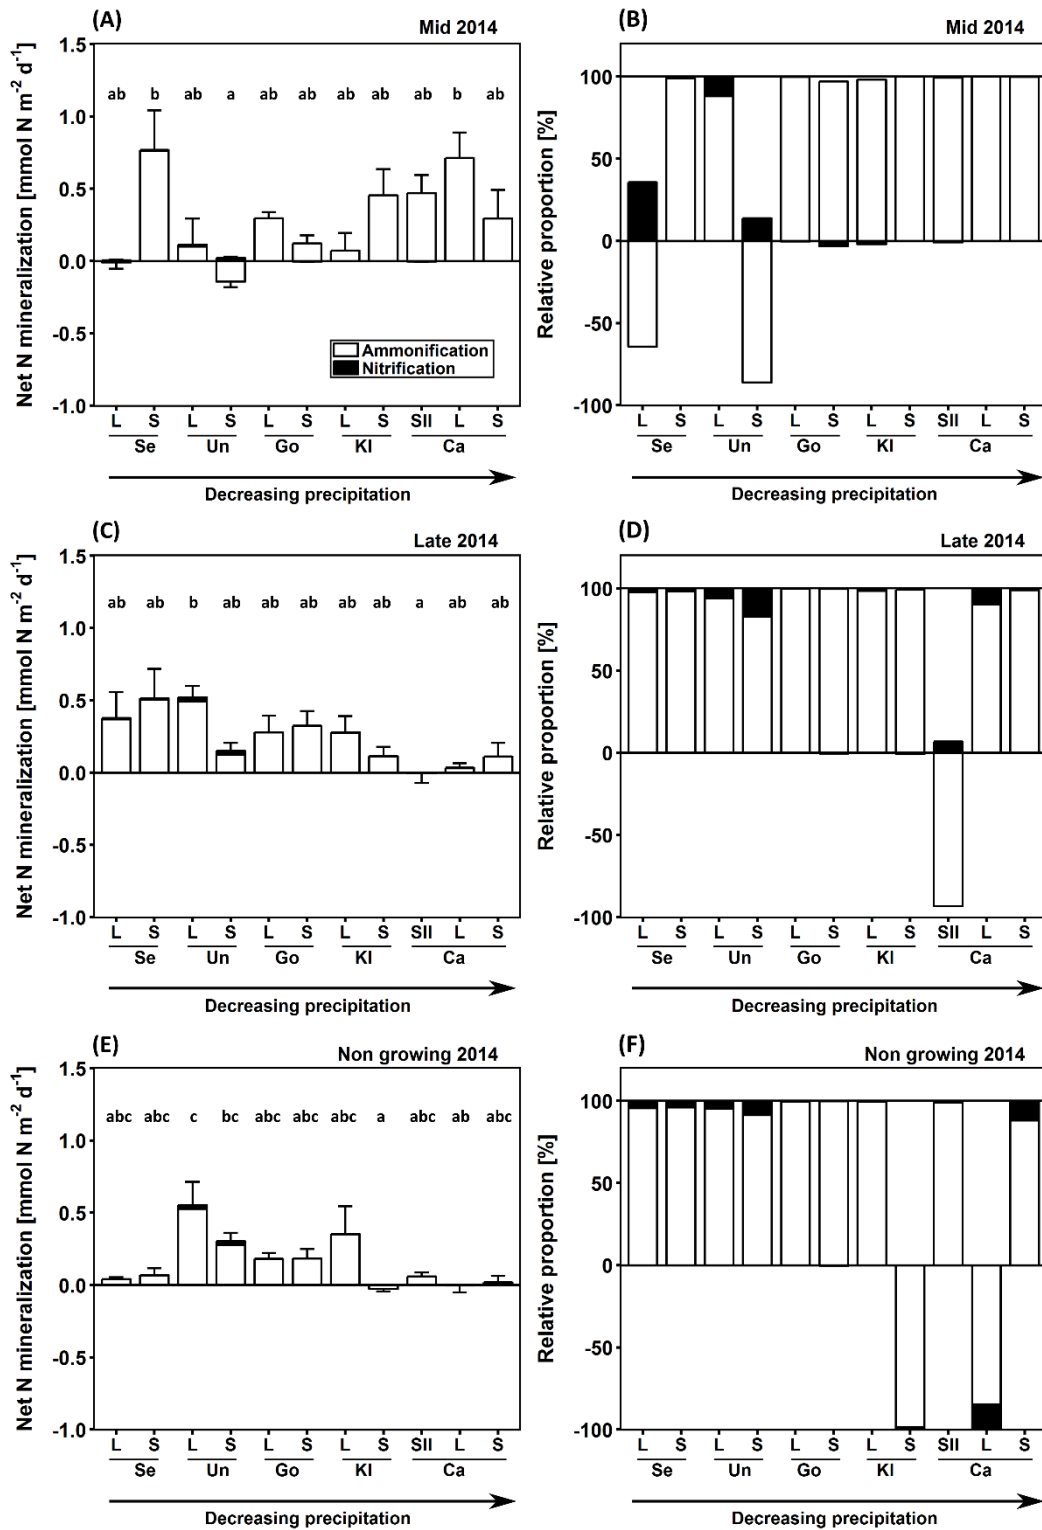 (A)
Mid 2014
Net N mineralization [mmol N m⁻² d⁻¹]
1.5
1.0
0.5
0.0
-0.5
-1.0
ab b ab a ab ab ab ab ab b ab
Ammonification
Nitrification
L S L S L S L S SII L S
Se Un Go Kl Ca
Decreasing precipitation
(B)
Mid 2014
Relative proportion [%]
100
50
0
-50
-100
L S L S L S L S SII L S
Se Un Go Kl Ca
Decreasing precipitation
(C)
Late 2014
Net N mineralization [mmol N m⁻² d⁻¹]
1.5
1.0
0.5
0.0
-0.5
-1.0
ab ab b ab ab ab ab ab a ab ab
L S L S L S L S SII L S
Se Un Go Kl Ca
Decreasing precipitation
(D)
Late 2014
Relative proportion [%]
100
50
0
-50
-100
L S L S L S L S SII L S
Se Un Go Kl Ca
Decreasing precipitation
(E)
Non growing 2014
Net N mineralization [mmol N m⁻² d⁻¹]
1.5
1.0
0.5
0.0
-0.5
-1.0
abc abc c bc abc abc abc a abc ab abc
L S L S L S L S SII L S
Se Un Go Kl Ca
Decreasing precipitation
(F)
Non growing 2014
Relative proportion [%]
100
50
0
-50
-100
L S L S L S L S SII L S
Se Un Go Kl Ca
Decreasing precipitation